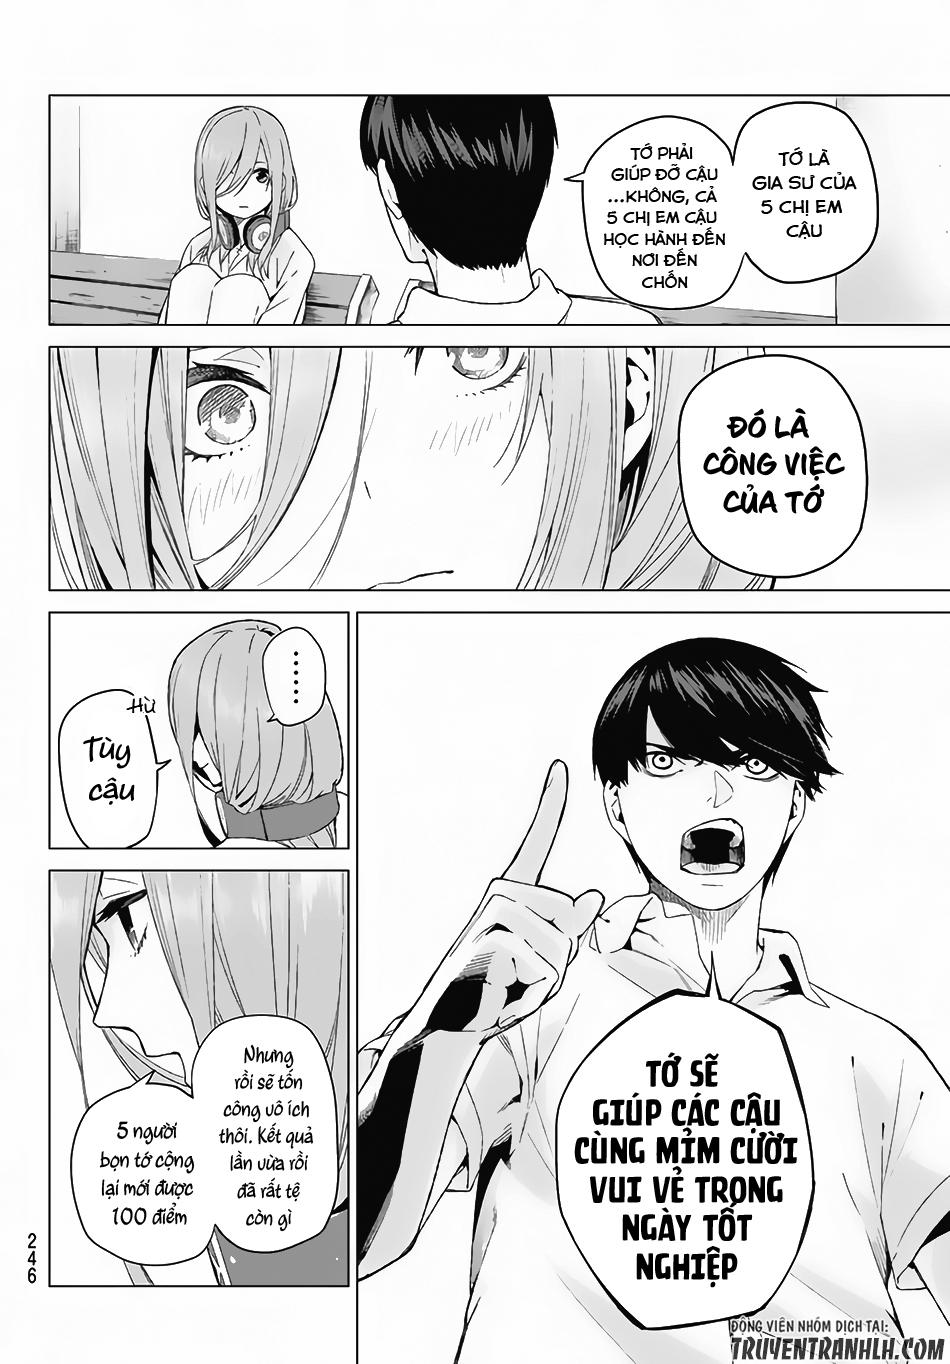 TỚ LÀ
GIA SƯ CỦA
5 CHỊ EM
CẬU
TỚ PHẢI
GIÚP ĐỠ CẬU
...KHÔNG, CẢ
5 CHỊ EM CẬU
HỌC HÀNH ĐẾN
NƠI ĐẾN
CHỐN
ĐÓ LÀ
CÔNG VIỆC
CỦA TỚ
TỚ SẼ
GIÚP CÁC CẬU
CÙNG MỈM CƯỜI
VUI VẺ TRONG
NGÀY TỐT
NGHIỆP
.......
Hừ
Tùy
cậu
Nhưng
rồi sẽ tốn
công vô ích
thôi. Kết quả
lần vừa rồi
đã rất tệ
còn gì
5 người
bọn tớ cộng
lại mới được
100 điểm
246
ĐỘNG VIÊN NHÓM DỊCH TẠI:
TRUYENTRANHLH.COM